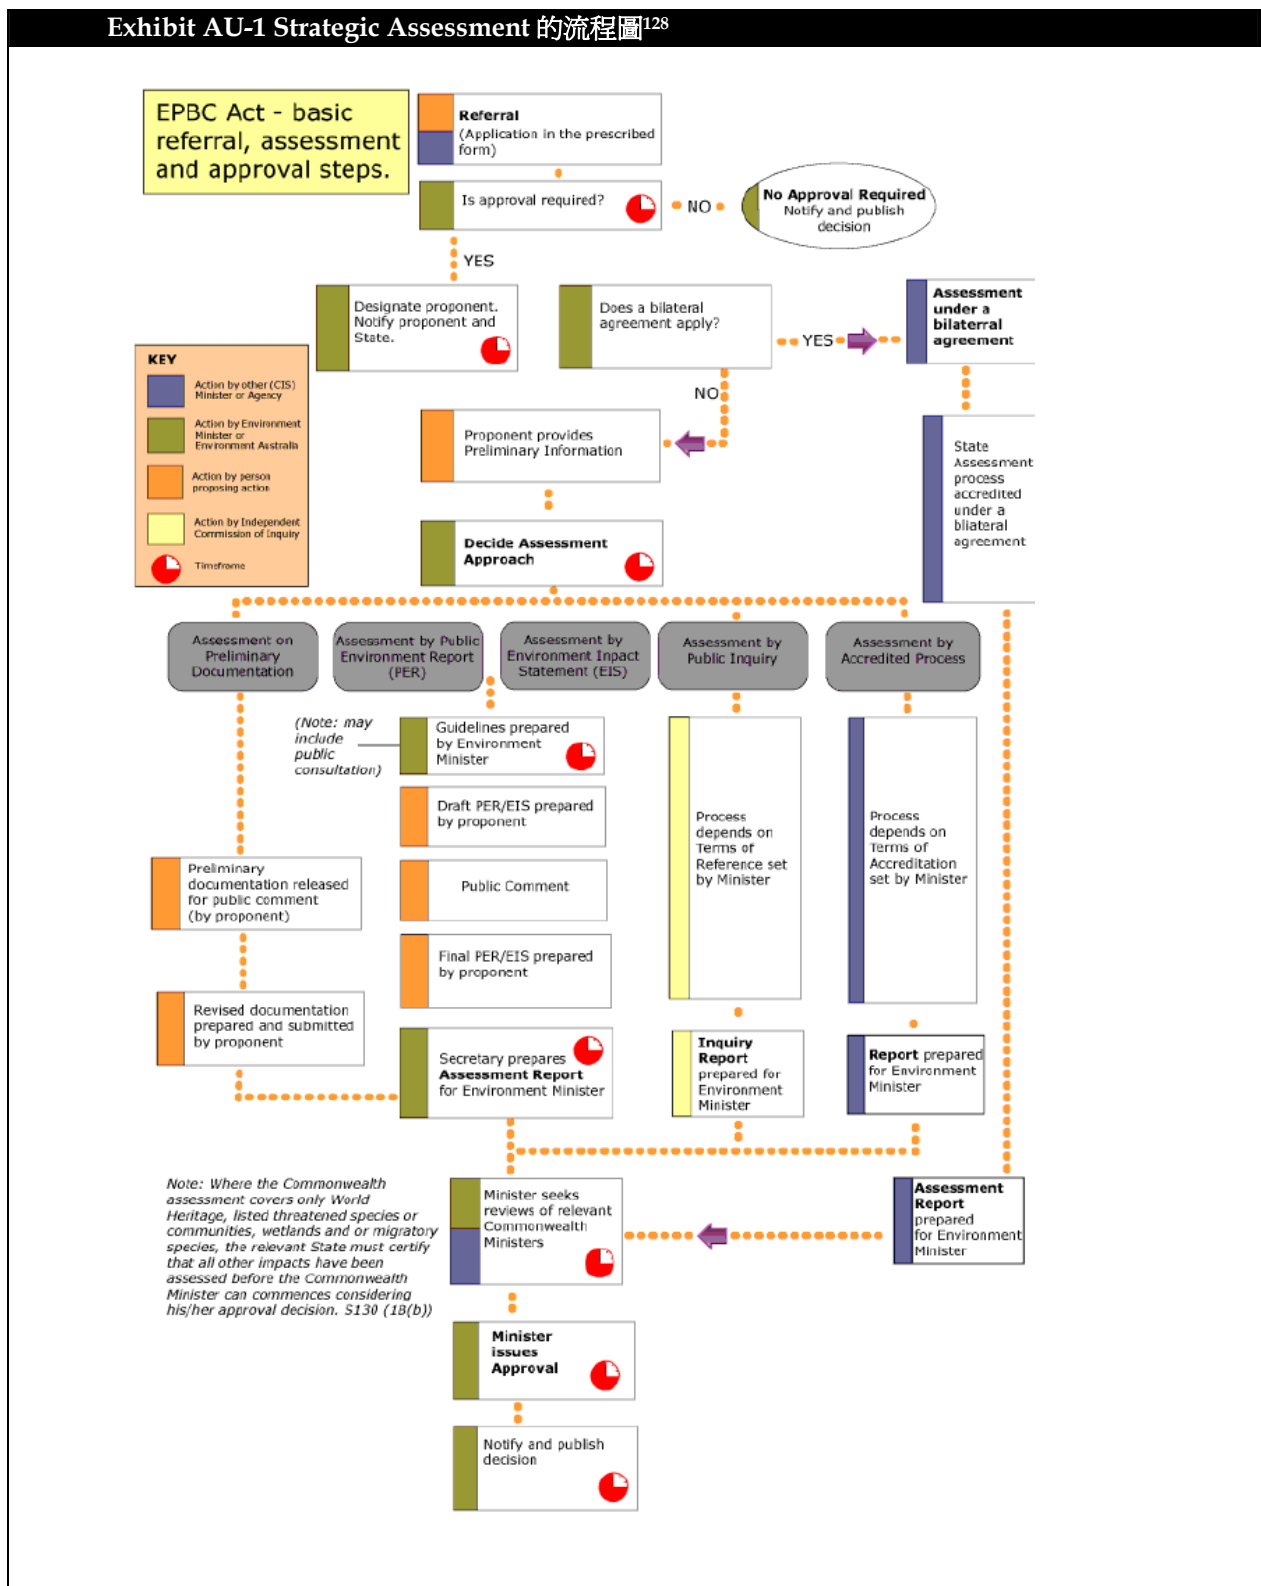 Exhibit AU-1 Strategic Assessment 的流程圖128
EPBC Act - basic
referral, assessment
and approval steps.
Referral
(Application in the prescribed
form)
Is approval required?
NO
No Approval Required
Notify and publish
decision
YES
Designate proponent.
Notify proponent and
State.
Does a bilateral
agreement apply?
YES
Assessment
under a
bilaterral
agreement
NO
KEY
Action by other (CIS)
Minister or Agency
Action by Environment
Minister or
Environment Australia
Action by person
proposing action
Action by Independent
Commission of Inquiry
Timeframe
Proponent provides
Preliminary Information
State
Assessment
process
accredited
under a
bliateral
agreement
Decide Assessment
Approach
Assessment on
Preliminary
Documentation
Assessment by Public
Environment Report
(PER)
Assessment by
Environment Inpact
Statement (EIS)
Assessment by
Public Inquiry
Assessment by
Accredited Process
(Note: may
include
public
consultation)
Guidelines prepared
by Environment
Minister
Draft PER/EIS prepared
by proponent
Public Comment
Final PER/EIS prepared
by proponent
Preliminary
documentation released
for public comment
(by proponent)
Revised documentation
prepared and submitted
by proponent
Secretary prepares
Assessment Report
for Environment Minister
Process
depends on
Terms of
Reference set
by Minister
Process
depends on
Terms of
Accreditation
set by Minister
Inquiry
Report
prepared for
Environment
Minister
Report prepared
for Environment
Minister
Note: Where the Commonwealth
assessment covers only World
Heritage, listed threatened species or
communities, wetlands and or migratory
species, the relevant State must certify
that all other impacts have been
assessed before the Commonwealth
Minister can commences considering
his/her approval decision. S130 (1B(b))
Minister seeks
reviews of relevant
Commonwealth
Ministers
Assessment
Report
prepared
for Environment
Minister
Minister
issues
Approval
Notify and publish
decision